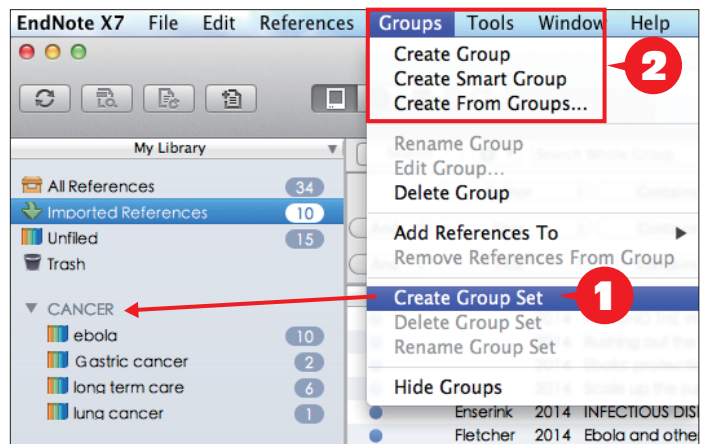 EndNote X7 File Edit References Groups Tools Window Help
Create Group
Create Smart Group
Create From Groups...
2
My Library
Rename Group
Edit Group...
Delete Group
All References 34
Imported References 10
Unfiled 15
Trash
Add References To
Remove References From Group
Create Group Set 1
Delete Group Set
Rename Group Set
Hide Groups
CANCER
ebola 10
Gastric cancer 2
long term care 6
lung cancer 1
Enserink 2014 INFECTIOUS DIS
Fletcher 2014 Ebola and othe